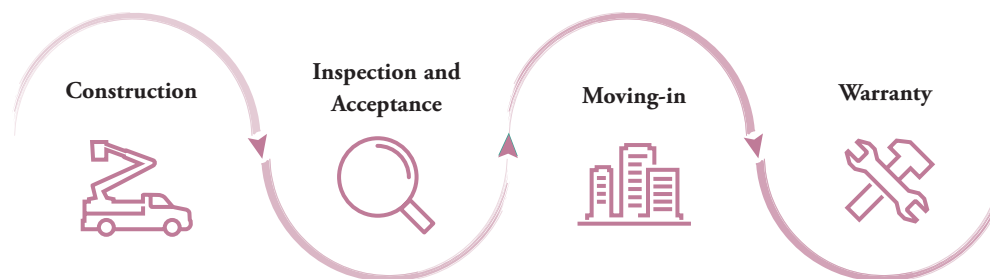 Construction
Inspection and
Acceptance
Moving-in
Warranty